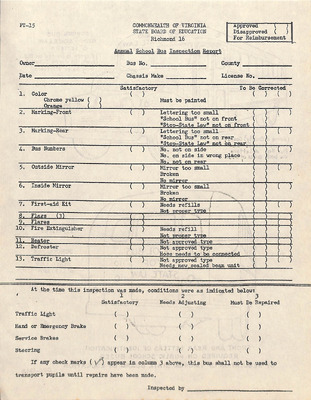 PT-15
COMMONWEALTH OF VIRGINIA
STATE BOARD OF EDUCATION
Richmond 16
Approved ( )
Disapproved ( )
For Reimbursement
Annual School Bus Inspection Report
Owner Bus No. County
Date Chassis Make License No.
Satisfactory To Be Corrected
1. Color ( ) ( )
Chrome yellow ( ) Must be painted
Orange ( )
2. Marking-Front ( ) Lettering too small ( )
"School Bus" not on front ( )
"Stop-State Law" not on front ( )
3. Marking-Rear ( ) Lettering too small ( )
"School Bus" not on rear ( )
"Stop-State Law" not on rear ( )
4. Bus Numbers ( ) No. not on side ( )
No. on side in wrong place ( )
No. not on rear ( )
5. Outside Mirror ( ) Mirror too small ( )
Broken ( )
No mirror ( )
6. Inside Mirror ( ) Mirror too small ( )
Broken ( )
No mirror ( )
7. First-aid Kit ( ) Needs refills ( )
Not proper type ( )
8. Flags (3) ( ) ( )
9. Flares ( ) ( )
10. Fire Extinguisher ( ) Needs refill ( )
Not proper type ( )
11. Heater ( ) Not approved type ( )
12. Defroster ( ) Not approved type ( )
Hose needs to be connected ( )
13. Traffic Light ( ) Not approved type ( )
Needs new sealed beam unit ( )
At the time this inspection was made, conditions were as indicated below:
1 2 3
Satisfactory Needs Adjusting Must Be Repaired
Traffic Light ( ) ( ) ( )
Hand or Emergency Brake ( ) ( ) ( )
Service Brakes ( ) ( ) ( )
Steering ( ) ( ) ( )
If any check marks (√) appear in column 3 above, this bus shall not be used to
transport pupils until repairs have been made.
Inspected by